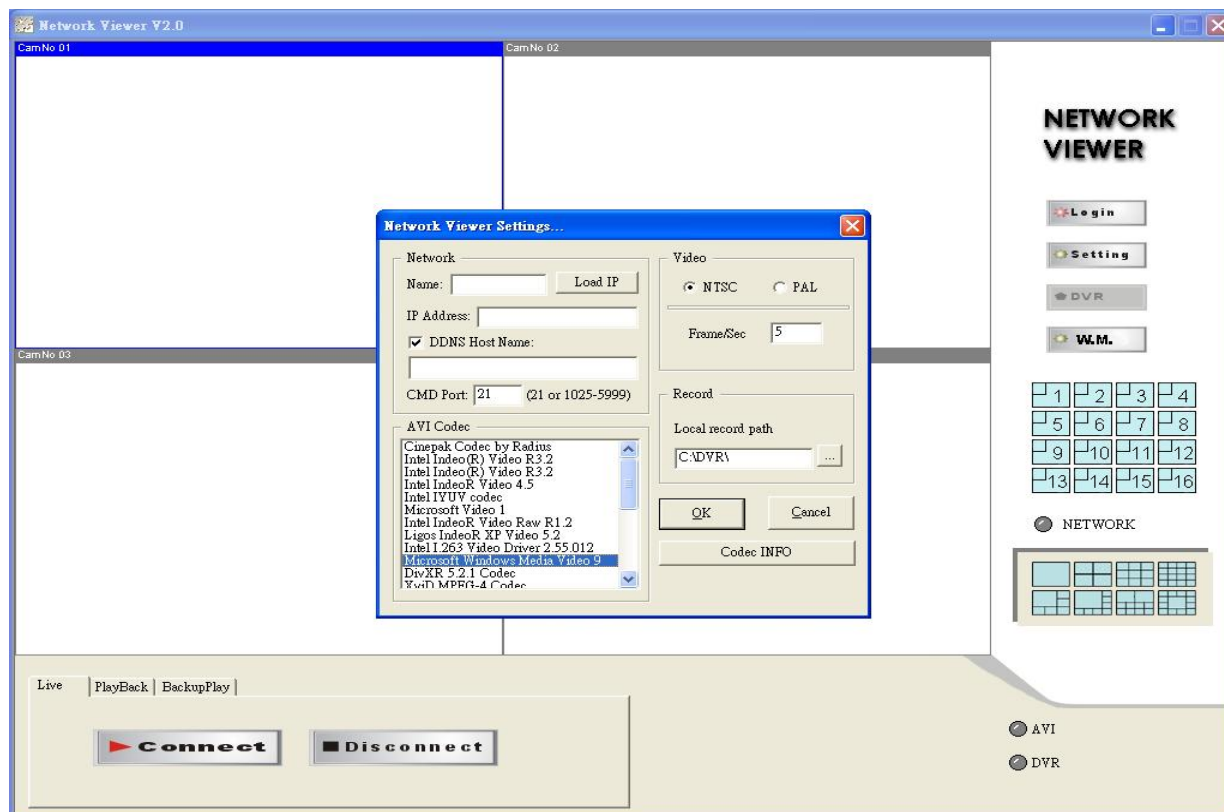 Network Viewer V2.0
CamNo 01
CamNo 02
CamNo 03
NETWORK
VIEWER
Login
Setting
DVR
W.M.
1 2 3 4
5 6 7 8
9 10 11 12
13 14 15 16
NETWORK
Network Viewer Settings...
Network
Name:
Load IP
IP Address:
DDNS Host Name:
CMD Port: 21 (21 or 1025-5999)
AVI Codec
Cinepak Codec by Radius
Intel Indeo(R) Video R3.2
Intel Indeo(R) Video R3.2
Intel IndeoR Video 4.5
Intel IYUV codec
Microsoft Video 1
Intel IndeoR Video Raw R1.2
Ligos IndeoR XP Video 5.2
Intel I.263 Video Driver 2.55.012
Microsoft Windows Media Video 9
DivXR 5.2.1 Codec
XviD MPEG-4 Codec
Video
NTSC PAL
Frame/Sec 5
Record
Local record path
C:\DVR\ ...
OK Cancel
Codec INFO
Live PlayBack BackupPlay
Connect Disconnect
AVI
DVR